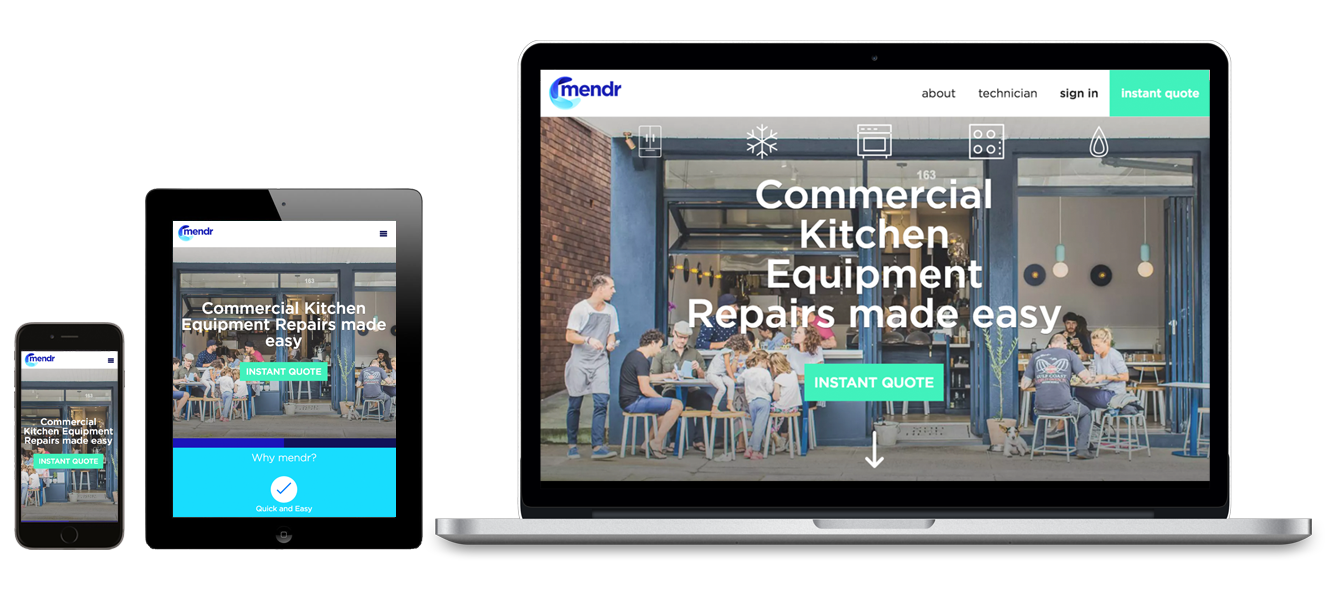 mendr
Commercial
Kitchen Equipment
Repairs made easy
INSTANT QUOTE
mendr
163
Commercial Kitchen
Equipment Repairs made
easy
INSTANT QUOTE
Why mendr?
Quick and Easy
mendr
about technician sign in instant quote
163
Commercial
Kitchen
Equipment
Repairs made easy
INSTANT QUOTE